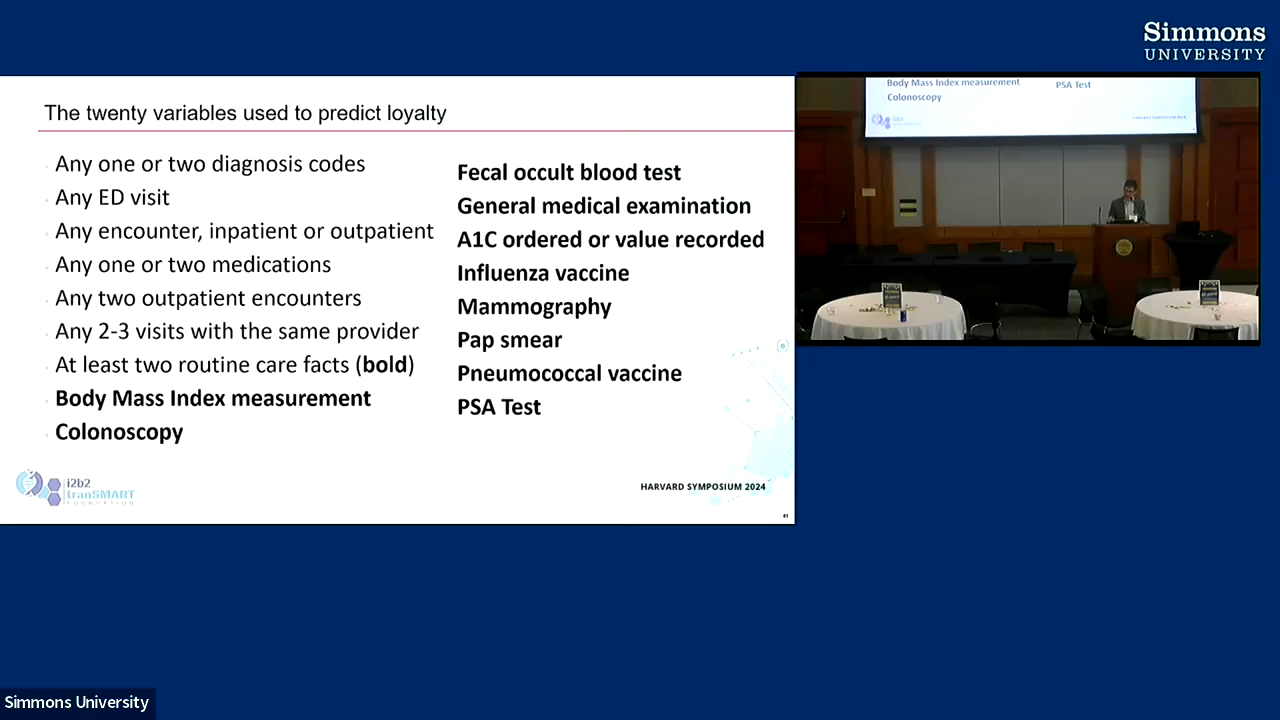 Simmons
UNIVERSITY
The twenty variables used to predict loyalty
Any one or two diagnosis codes
Any ED visit
Any encounter, inpatient or outpatient
Any one or two medications
Any two outpatient encounters
Any 2-3 visits with the same provider
At least two routine care facts (bold)
Body Mass Index measurement
Colonoscopy
Fecal occult blood test
General medical examination
A1C ordered or value recorded
Influenza vaccine
Mammography
Pap smear
Pneumococcal vaccine
PSA Test
i2b2
tranSMART
FOUNDATION
HARVARD SYMPOSIUM 2024
Body Mass Index measurement
Colonoscopy
PSA Test
HARVARD SYMPOSIUM 2024
Simmons University